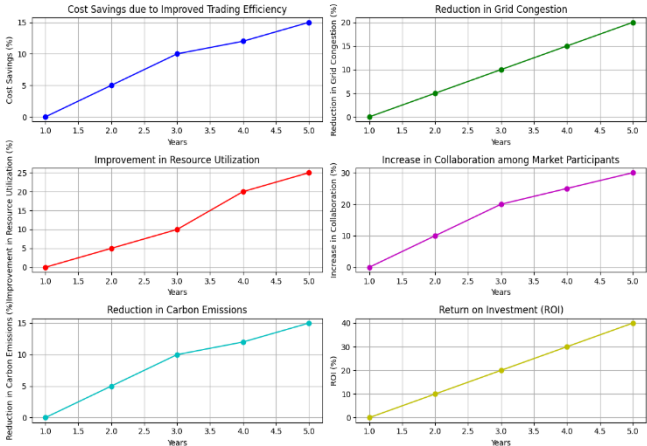 Cost Savings due to Improved Trading Efficiency
Cost Savings (%)
15
10
5
0
1.0 1.5 2.0 2.5 3.0 3.5 4.0 4.5 5.0
Years
Reduction in Grid Congestion
Reduction in Grid Congestion (%)
20
15
10
5
0
1.0 1.5 2.0 2.5 3.0 3.5 4.0 4.5 5.0
Years
Improvement in Resource Utilization
Improvement in Resource Utilization (%)
25
20
15
10
5
0
1.0 1.5 2.0 2.5 3.0 3.5 4.0 4.5 5.0
Years
Increase in Collaboration among Market Participants
Increase in Collaboration (%)
30
20
10
0
1.0 1.5 2.0 2.5 3.0 3.5 4.0 4.5 5.0
Years
Reduction in Carbon Emissions
Reduction in Carbon Emissions (%)
15
10
5
0
1.0 1.5 2.0 2.5 3.0 3.5 4.0 4.5 5.0
Years
Return on Investment (ROI)
ROI (%)
40
30
20
10
0
1.0 1.5 2.0 2.5 3.0 3.5 4.0 4.5 5.0
Years